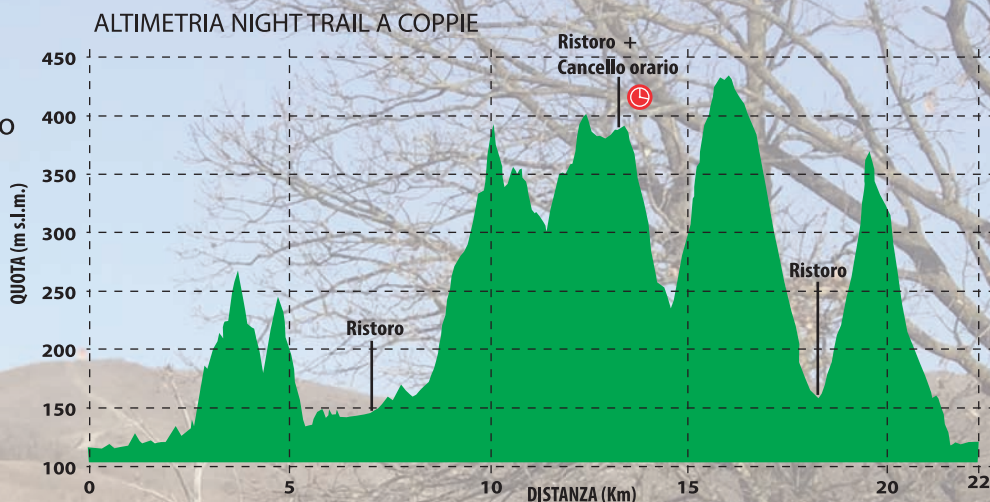 ALTIMETRIA NIGHT TRAIL A COPPIE
O
QUOTA (m s.l.m.)
450
400
350
300
250
200
150
100
Ristoro +
Cancello orario
Ristoro
Ristoro
0
5
10
15
20
22
DISTANZA (Km)